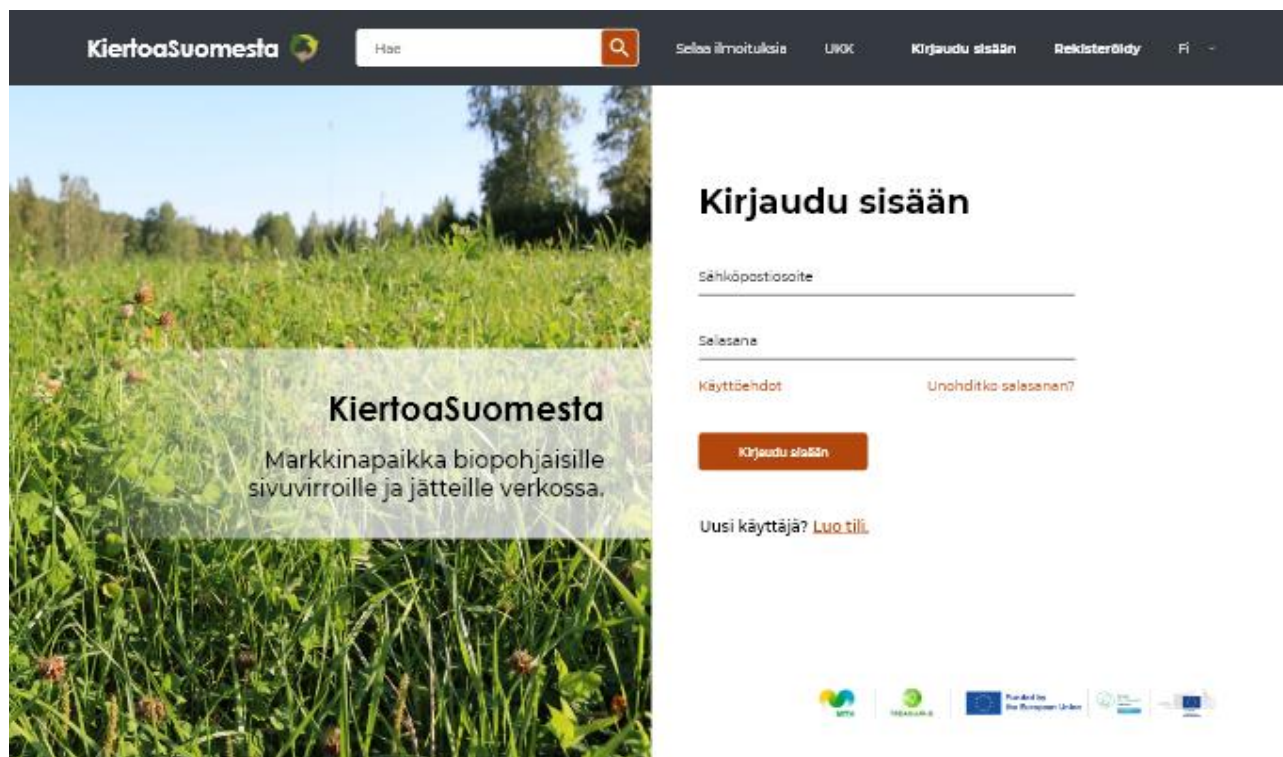 KiertoaSuomesta
Hae
Selaa ilmoituksia
UKK
Kirjaudu sisään
Rekisteröidy
Fi
Kirjaudu sisään
Sähköpostiosoite
Salasana
Käyttöehdot
Unohditko salasanan?
Kirjaudu sisään
Uusi käyttäjä? Luo tili.
KiertoaSuomesta
Markkinapaikka biopohjaisille
sivuvirroille ja jätteille verkossa.
MTK
Funded by
the European Union